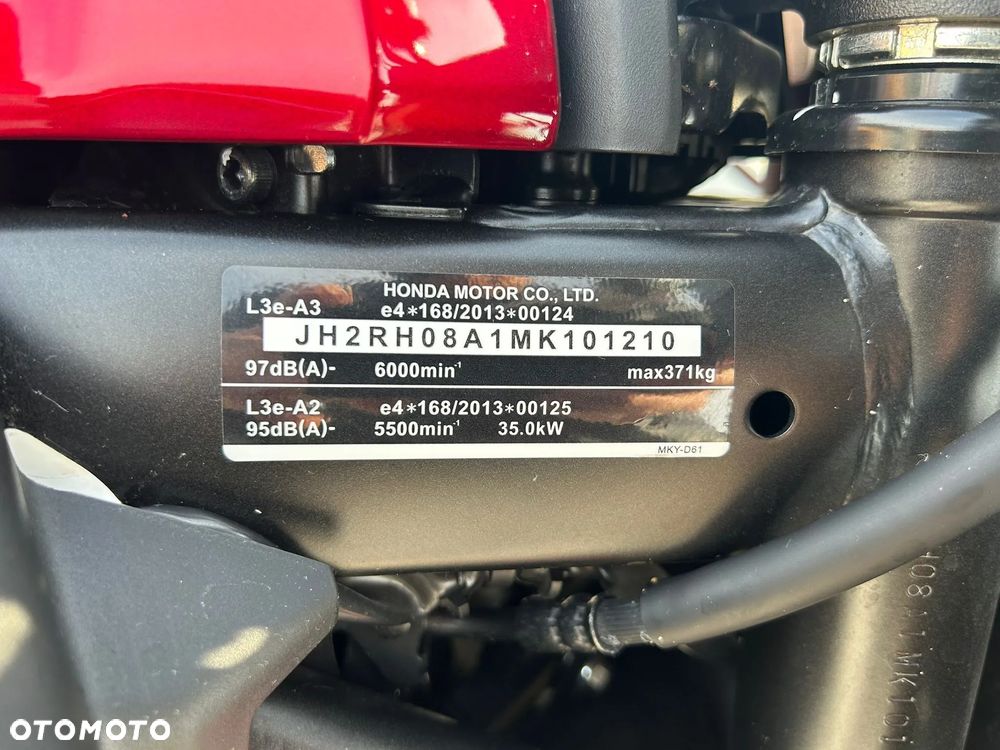 HONDA MOTOR CO., LTD.
L3e-A3 e4*168/2013*00124
JH2RH08A1MK101210
97dB(A)- 6000min-1 max371kg
L3e-A2 e4*168/2013*00125
95dB(A)- 5500min-1 35.0kW
MKY-D61
H08A1MK101
OTOMOTO